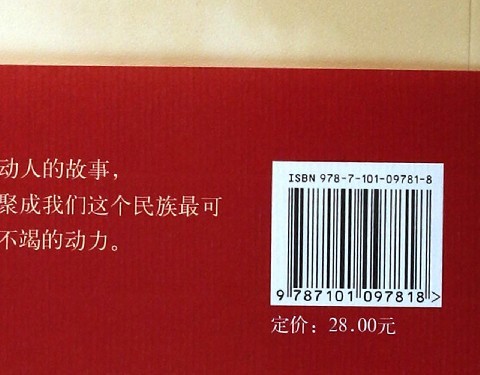 动人的故事，
聚成我们这个民族最可
不竭的动力。
ISBN 978-7-101-09781-8
9 787101 097818 >
定价：28.00元